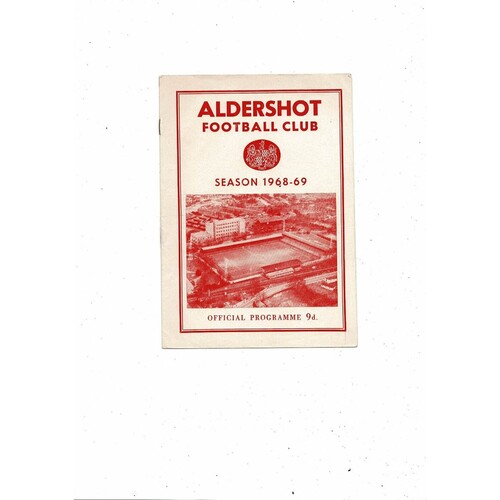 ALDERSHOT
FOOTBALL CLUB
SEASON 1968-69
OFFICIAL PROGRAMME 9d.